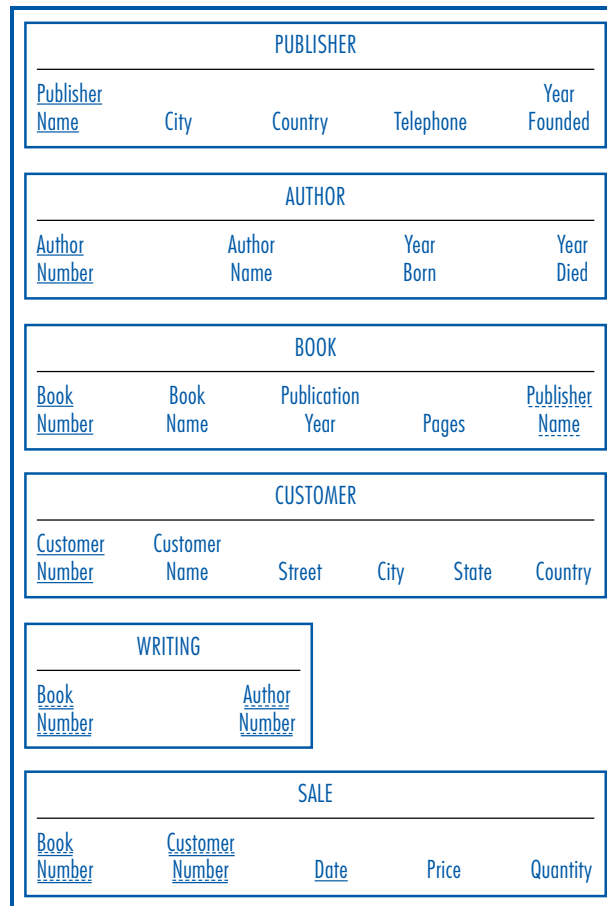 PUBLISHER
Publisher Name City Country Telephone Year Founded
AUTHOR
Author Number Author Name Year Born Year Died
BOOK
Book Number Book Name Publication Year Pages Publisher Name
CUSTOMER
Customer Number Customer Name Street City State Country
WRITING
Book Number Author Number
SALE
Book Number Customer Number Date Price Quantity